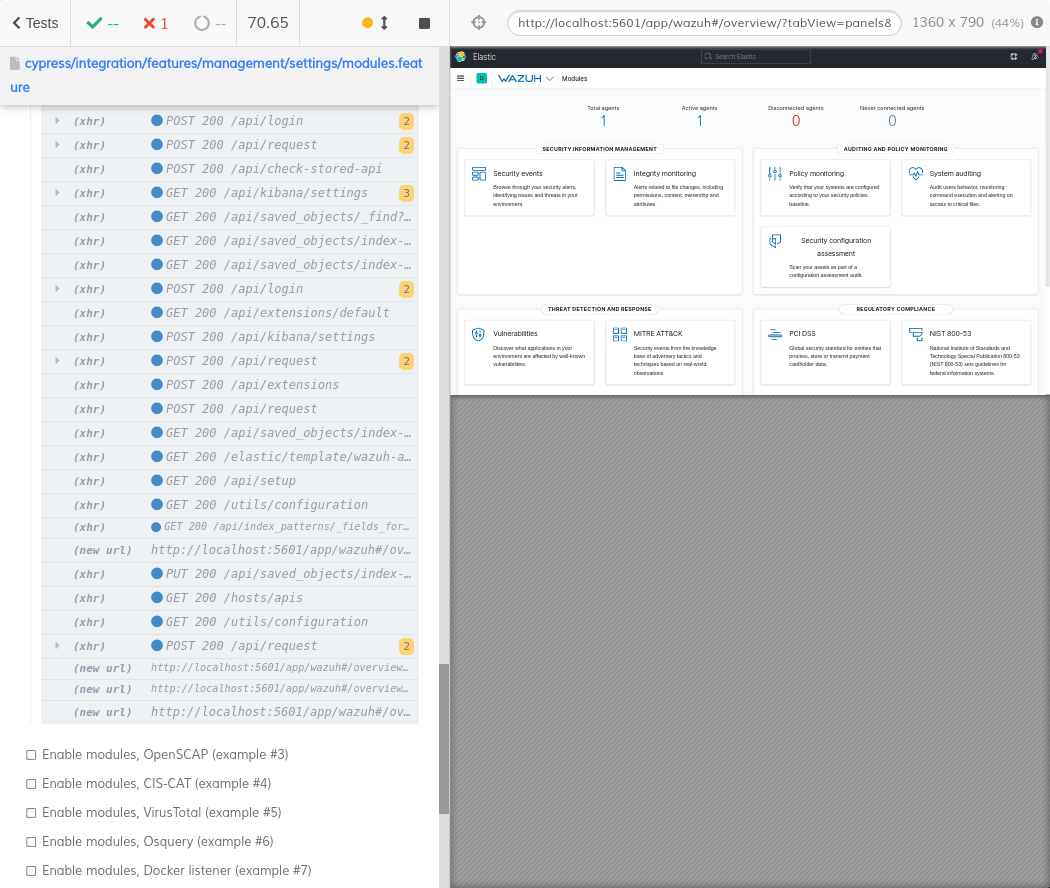 Tests
--
1
--
70.65
http://localhost:5601/app/wazuh#/overview/?tabView=panels&
1360 x 790 (44%)
cypress/integration/features/management/settings/modules.feat
ure
(xhr) POST 200 /api/login 2
(xhr) POST 200 /api/request 2
(xhr) POST 200 /api/check-stored-api
(xhr) GET 200 /api/kibana/settings 3
(xhr) GET 200 /api/saved_objects/_find?…
(xhr) GET 200 /api/saved_objects/index-…
(xhr) GET 200 /api/saved_objects/index-…
(xhr) POST 200 /api/login 2
(xhr) GET 200 /api/extensions/default
(xhr) POST 200 /api/kibana/settings
(xhr) POST 200 /api/request 2
(xhr) POST 200 /api/extensions
(xhr) POST 200 /api/request
(xhr) GET 200 /api/saved_objects/index-…
(xhr) GET 200 /elastic/template/wazuh-a…
(xhr) GET 200 /api/setup
(xhr) GET 200 /utils/configuration
(xhr) GET 200 /api/index_patterns/_fields_for…
(new url) http://localhost:5601/app/wazuh#/ov…
(xhr) PUT 200 /api/saved_objects/index-…
(xhr) GET 200 /hosts/apis
(xhr) GET 200 /utils/configuration
(xhr) POST 200 /api/request 2
(new url) http://localhost:5601/app/wazuh#/overview…
(new url) http://localhost:5601/app/wazuh#/overview…
(new url) http://localhost:5601/app/wazuh#/ov…
Enable modules, OpenSCAP (example #3)
Enable modules, CIS-CAT (example #4)
Enable modules, VirusTotal (example #5)
Enable modules, Osquery (example #6)
Enable modules, Docker listener (example #7)
Elastic
Search Elastic
D WAZUH Modules
Total agents
1
Active agents
1
Disconnected agents
0
Never connected agents
0
SECURITY INFORMATION MANAGEMENT
Security events
Browse through your security alerts,
identifying issues and threats in your
environment.
Integrity monitoring
Alerts related to file changes, including
permissions, content, ownership and
attributes.
AUDITING AND POLICY MONITORING
Policy monitoring
Verify that your systems are configured
according to your security policies
baseline.
System auditing
Audit users behavior, monitoring
command execution and alerting on
access to critical files.
Security configuration
assessment
Scan your assets as part of a
configuration assessment audit.
THREAT DETECTION AND RESPONSE
Vulnerabilities
Discover what applications in your
environment are affected by well-known
vulnerabilities.
MITRE ATT&CK
Security events from the knowledge
base of adversary tactics and
techniques based on real-world
observations
REGULATORY COMPLIANCE
PCI DSS
Global security standard for entities that
process, store or transmit payment
cardholder data.
NIST 800-53
National Institute of Standards and
Technology Special Publication 800-53
(NIST 800-53) sets guidelines for
federal information systems.